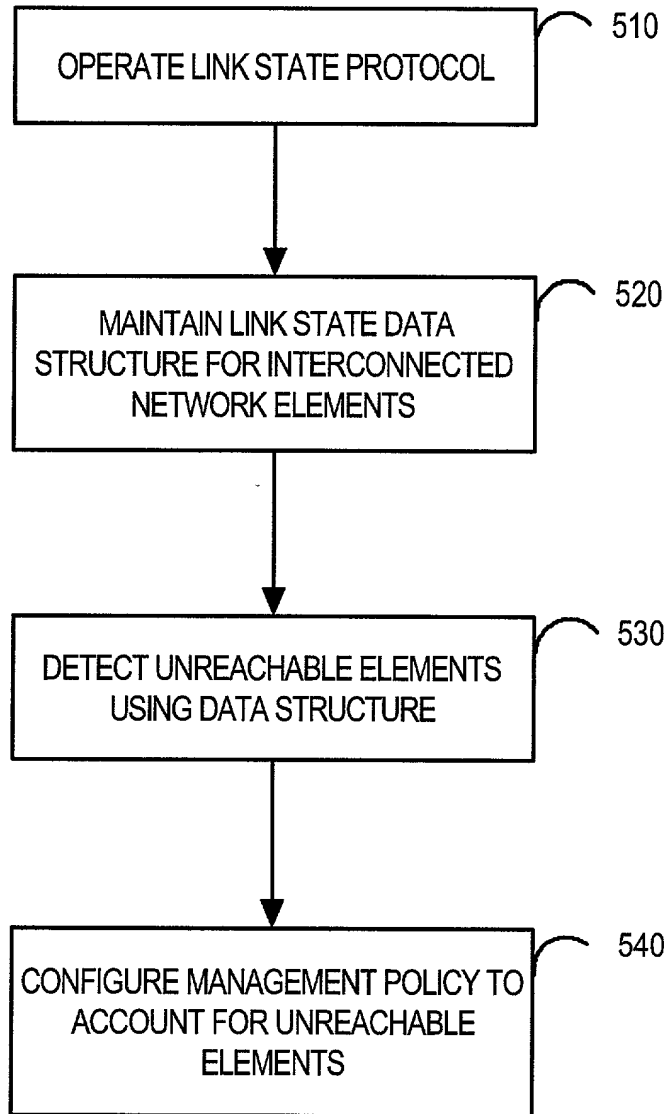 510
OPERATE LINK STATE PROTOCOL
520
MAINTAIN LINK STATE DATA
STRUCTURE FOR INTERCONNECTED
NETWORK ELEMENTS
530
DETECT UNREACHABLE ELEMENTS
USING DATA STRUCTURE
540
CONFIGURE MANAGEMENT POLICY TO
ACCOUNT FOR UNREACHABLE
ELEMENTS